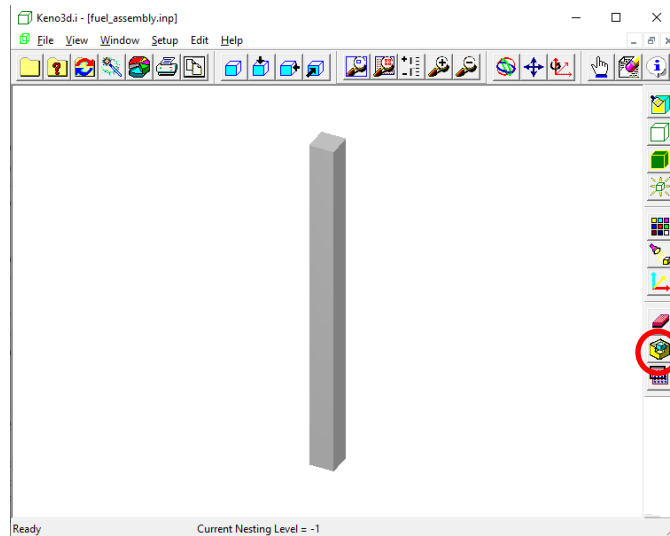 Keno3d.i - [fuel_assembly.inp]
File View Window Setup Edit Help
Ready Current Nesting Level = -1